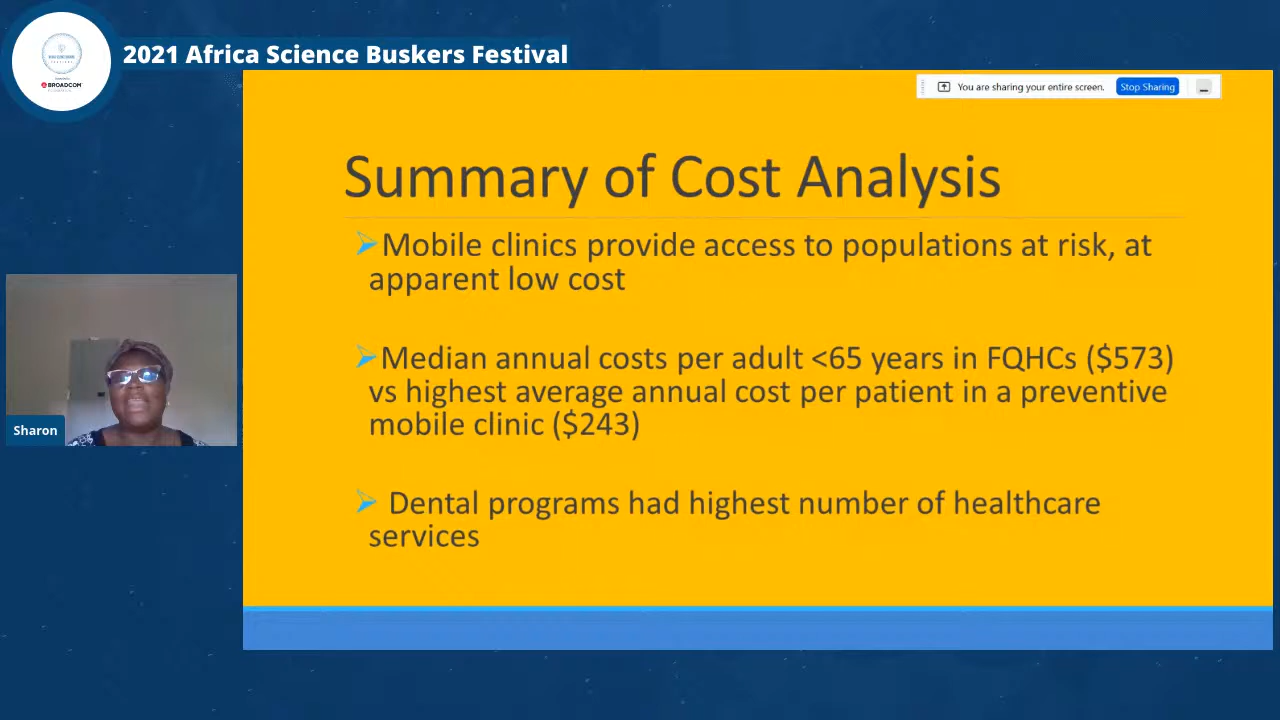 2021 Africa Science Buskers Festival
BROADCOM
You are sharing your entire screen.
Stop Sharing
Summary of Cost Analysis
Mobile clinics provide access to populations at risk, at
apparent low cost
Median annual costs per adult <65 years in FQHCs ($573)
vs highest average annual cost per patient in a preventive
mobile clinic ($243)
Dental programs had highest number of healthcare
services
Sharon